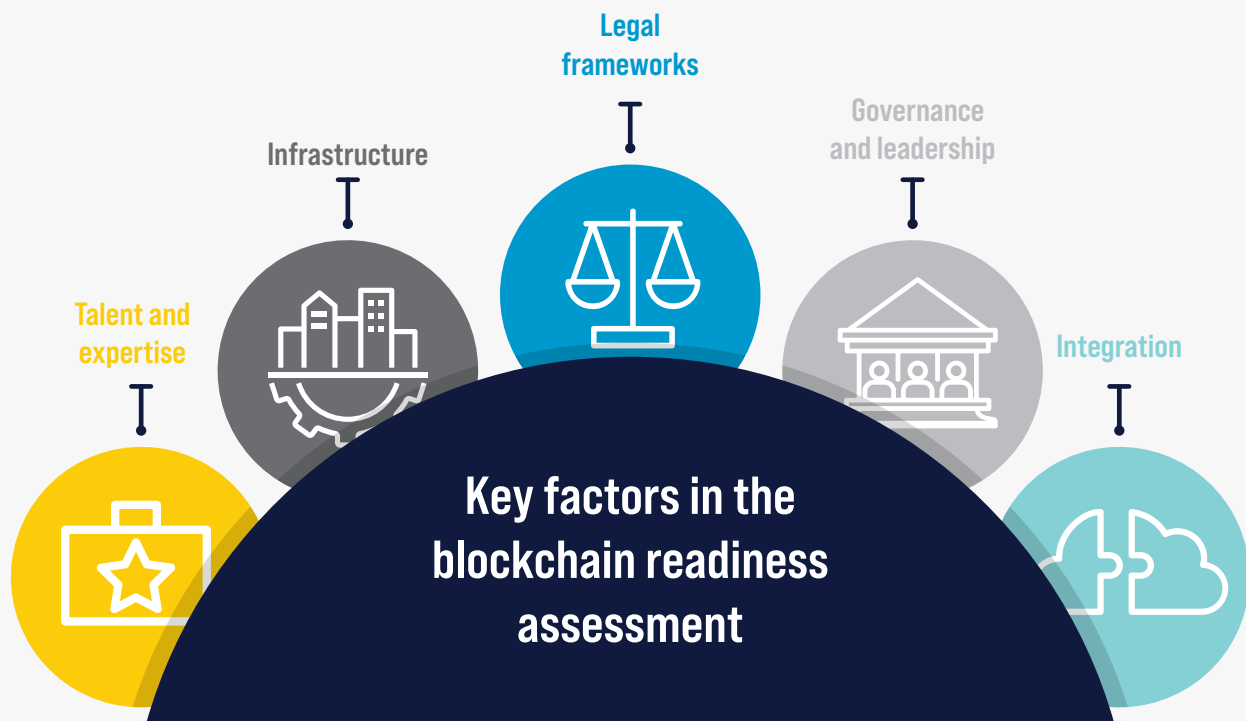 Legal
frameworks
Governance
and leadership
Infrastructure
Talent and
expertise
Integration
Key factors in the
blockchain readiness
assessment